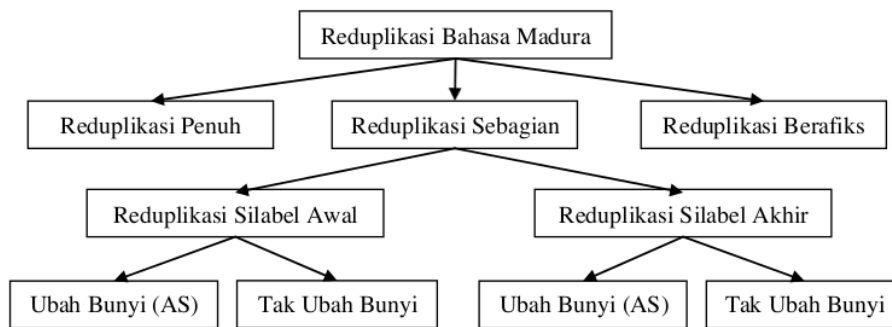 Reduplikasi Bahasa Madura
Reduplikasi Penuh
Reduplikasi Sebagian
Reduplikasi Berafiks
Reduplikasi Silabel Awal
Reduplikasi Silabel Akhir
Ubah Bunyi (AS)
Tak Ubah Bunyi
Ubah Bunyi (AS)
Tak Ubah Bunyi